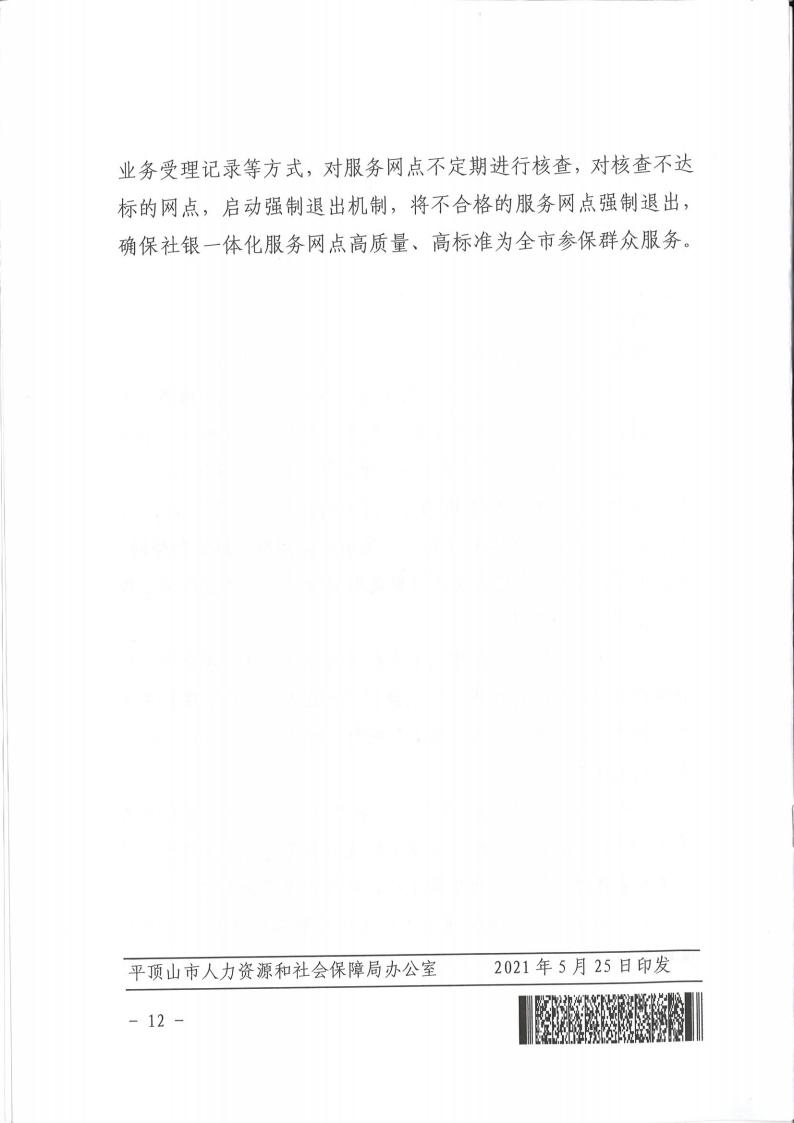 业务受理记录等方式，对服务网点不定期进行核查，对核查不达
标的网点，启动强制退出机制，将不合格的服务网点强制退出，
确保社银一体化服务网点高质量、高标准为全市参保群众服务。
平顶山市人力资源和社会保障局办公室 2021年5月25日印发
- 12 -